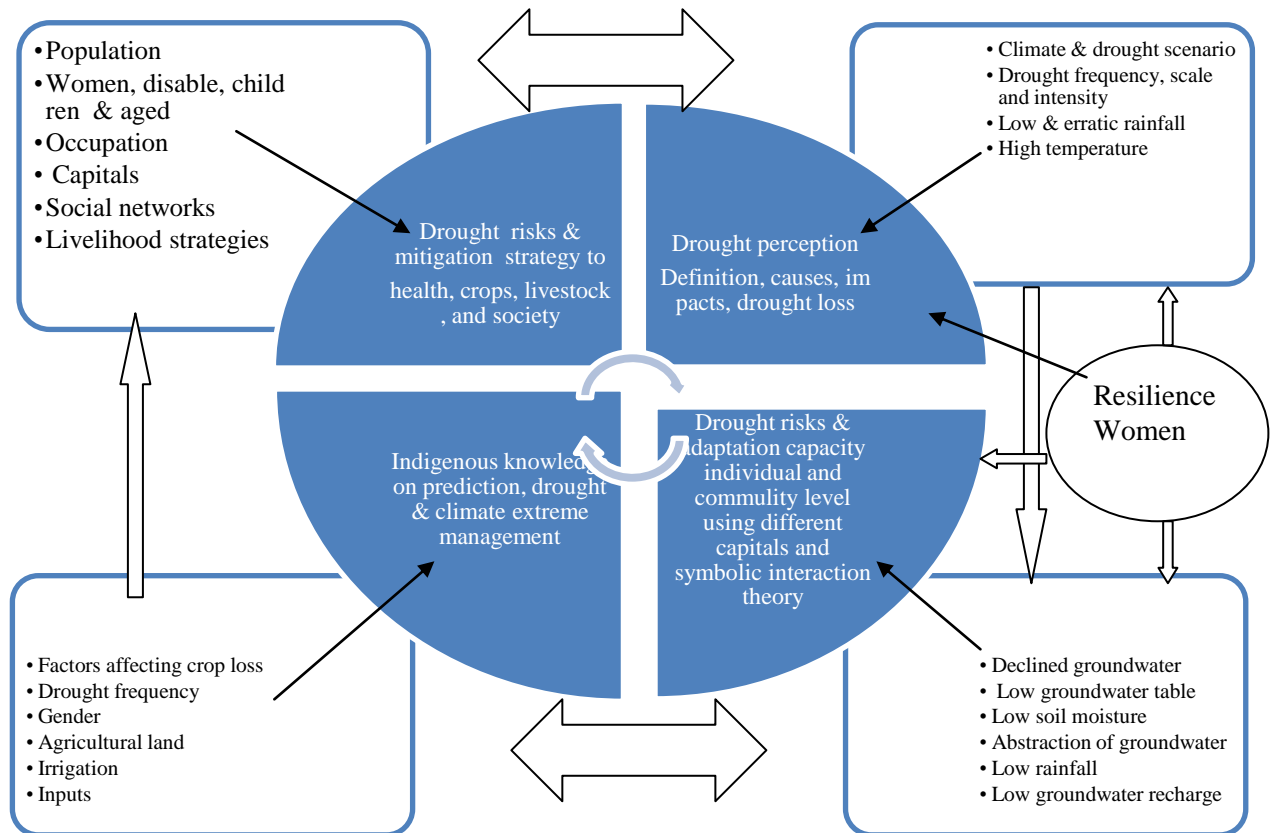 •Population
•Women, disable, child
ren & aged
•Occupation
• Capitals
•Social networks
•Livelihood strategies
• Climate & drought scenario
• Drought frequency, scale
and intensity
• Low & erratic rainfall
• High temperature
Drought risks &
mitigation strategy to
health, crops, livestock
, and society
Drought perception
Definition, causes, im
pacts, drought loss
Resilience
Women
Indigenous knowledge
on prediction, drought
& climate extreme
management
Drought risks &
adaptation capacity
individual and
commulity level
using different
capitals and
symbolic interaction
theory
• Factors affecting crop loss
• Drought frequency
• Gender
• Agricultural land
• Irrigation
• Inputs
• Declined groundwater
• Low groundwater table
• Low soil moisture
• Abstraction of groundwater
• Low rainfall
• Low groundwater recharge